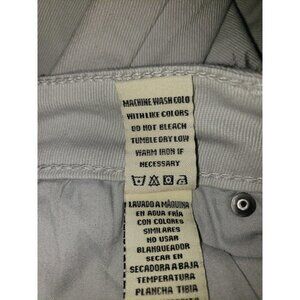 MACHINE WASH COLD
WITH LIKE COLORS
DO NOT BLEACH
TUMBLE DRY LOW
WARM IRON IF
NECESSARY
LAVADO A MÁQUINA
EN AGUA FRÍA
CON COLORES
SIMILARES
NO USAR
BLANQUEADOR
SECAR EN
SECADORA A BAJA
TEMPERATURA
PLANCHA TIBIA